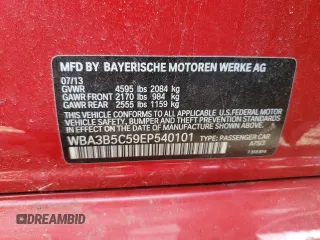 MFD BY BAYERISCHE MOTOREN WERKE AG
07/13
GVWR 4595 lbs 2084 kg
GAWR FRONT 2170 lbs 984 kg
GAWR REAR 2555 lbs 1159 kg
THIS VEHICLE CONFORMS TO ALL APPLICABLE U.S. FEDERAL
MOTOR VEHICLE SAFETY, BUMPER, AND THEFT PREVENTION
STANDARDS IN EFFECT ON THE DATE OF MANUFACTURE
SHOWN ABOVE.
WBA3B5C59EP540101 TYPE: PASSENGER CAR
DREAMBID